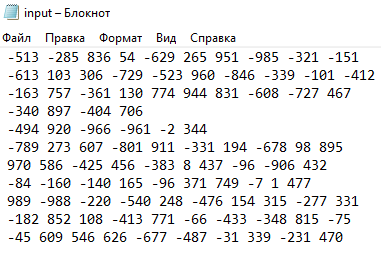 input – Блокнот
Файл Правка Формат Вид Справка
-513 -285 836 54 -629 265 951 -985 -321 -151
-613 103 306 -729 -523 960 -846 -339 -101 -412
-163 757 -361 130 774 944 831 -608 -727 467
-340 897 -404 706
-494 920 -966 -961 -2 344
-789 273 607 -801 911 -331 194 -678 98 895
970 586 -425 456 -383 8 437 -96 -906 432
-84 -160 -140 165 -96 371 749 -7 1 477
989 -988 -220 -540 248 -476 154 315 -277 331
-182 852 108 -413 771 -66 -433 -348 815 -75
-45 609 546 626 -677 -487 -31 339 -231 470